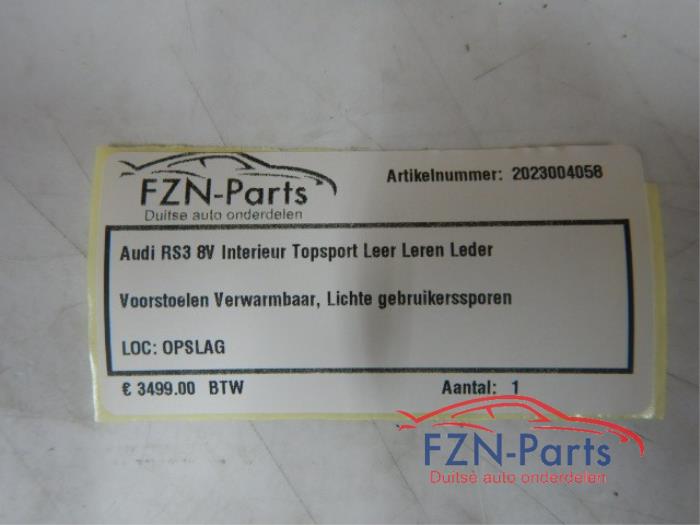 FZN-Parts
Duitse auto onderdelen
Artikelnummer: 2023004058
Audi RS3 8V Interieur Topsport Leer Leren Leder
Voorstoelen Verwarmbaar, Lichte gebruikerssporen
LOC: OPSLAG
€ 3499.00 BTW
Aantal: 1
FZN-Parts
Duitse auto onderdelen